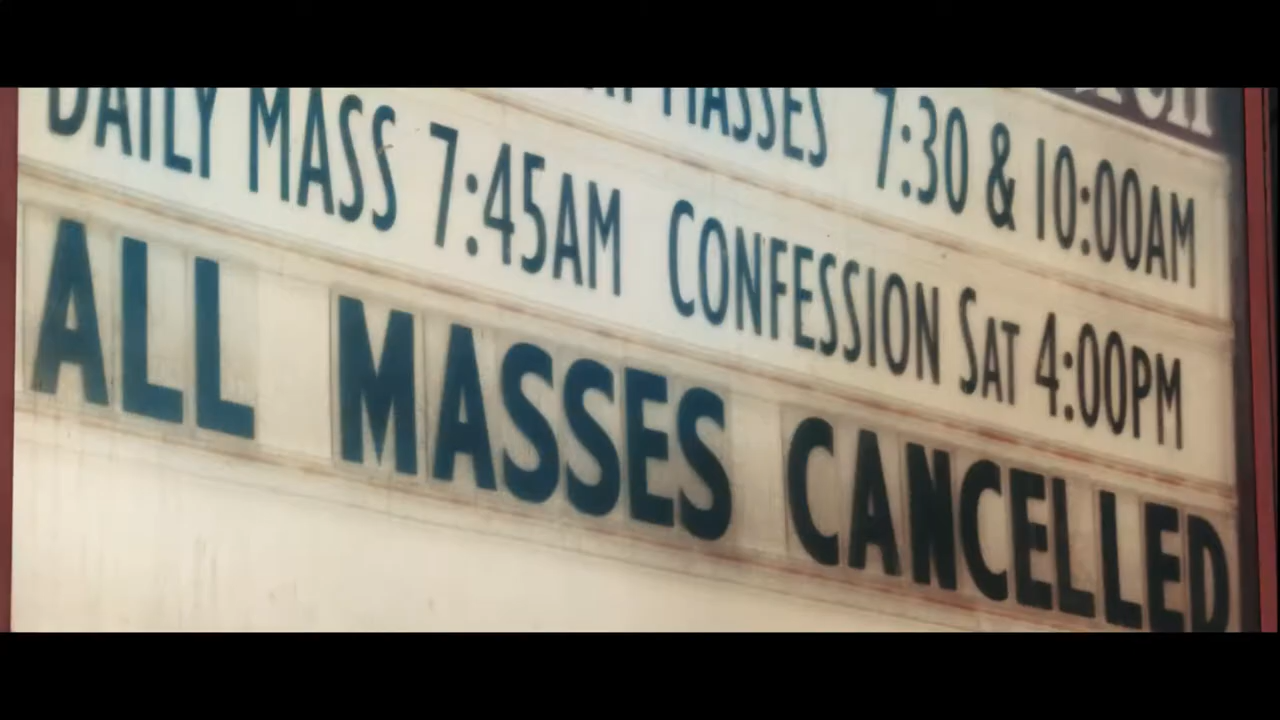 MASSES 7:30 & 10:00AM
DAILY MASS 7:45AM CONFESSION SAT 4:00PM
ALL MASSES CANCELLED